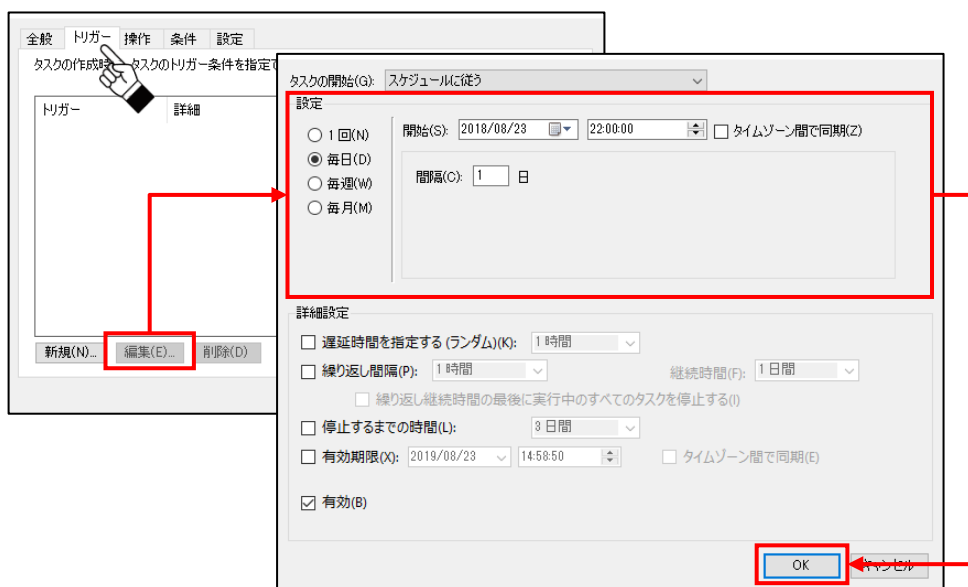 全般 トリガー 操作 条件 設定
タスクの作成時 タスクのトリガー条件を指定で
トリガー 詳細
新規(N)... 編集(E)... 削除(D)
タスクの開始(G): スケジュールに従う
設定
1 回(N)
毎日(D)
毎週(W)
毎月(M)
開始(S): 2018/08/23 22:00:00 タイムゾーン間で同期(Z)
間隔(C): 1 日
詳細設定
遅延時間を指定する (ランダム)(K): 1 時間
繰り返し間隔(P): 1 時間 継続時間(F): 1 日間
繰り返し継続時間の最後に実行中のすべてのタスクを停止する(I)
停止するまでの時間(L): 3 日間
有効期限(X): 2019/08/23 14:58:50 タイムゾーン間で同期(E)
有効(B)
OK キャンセル